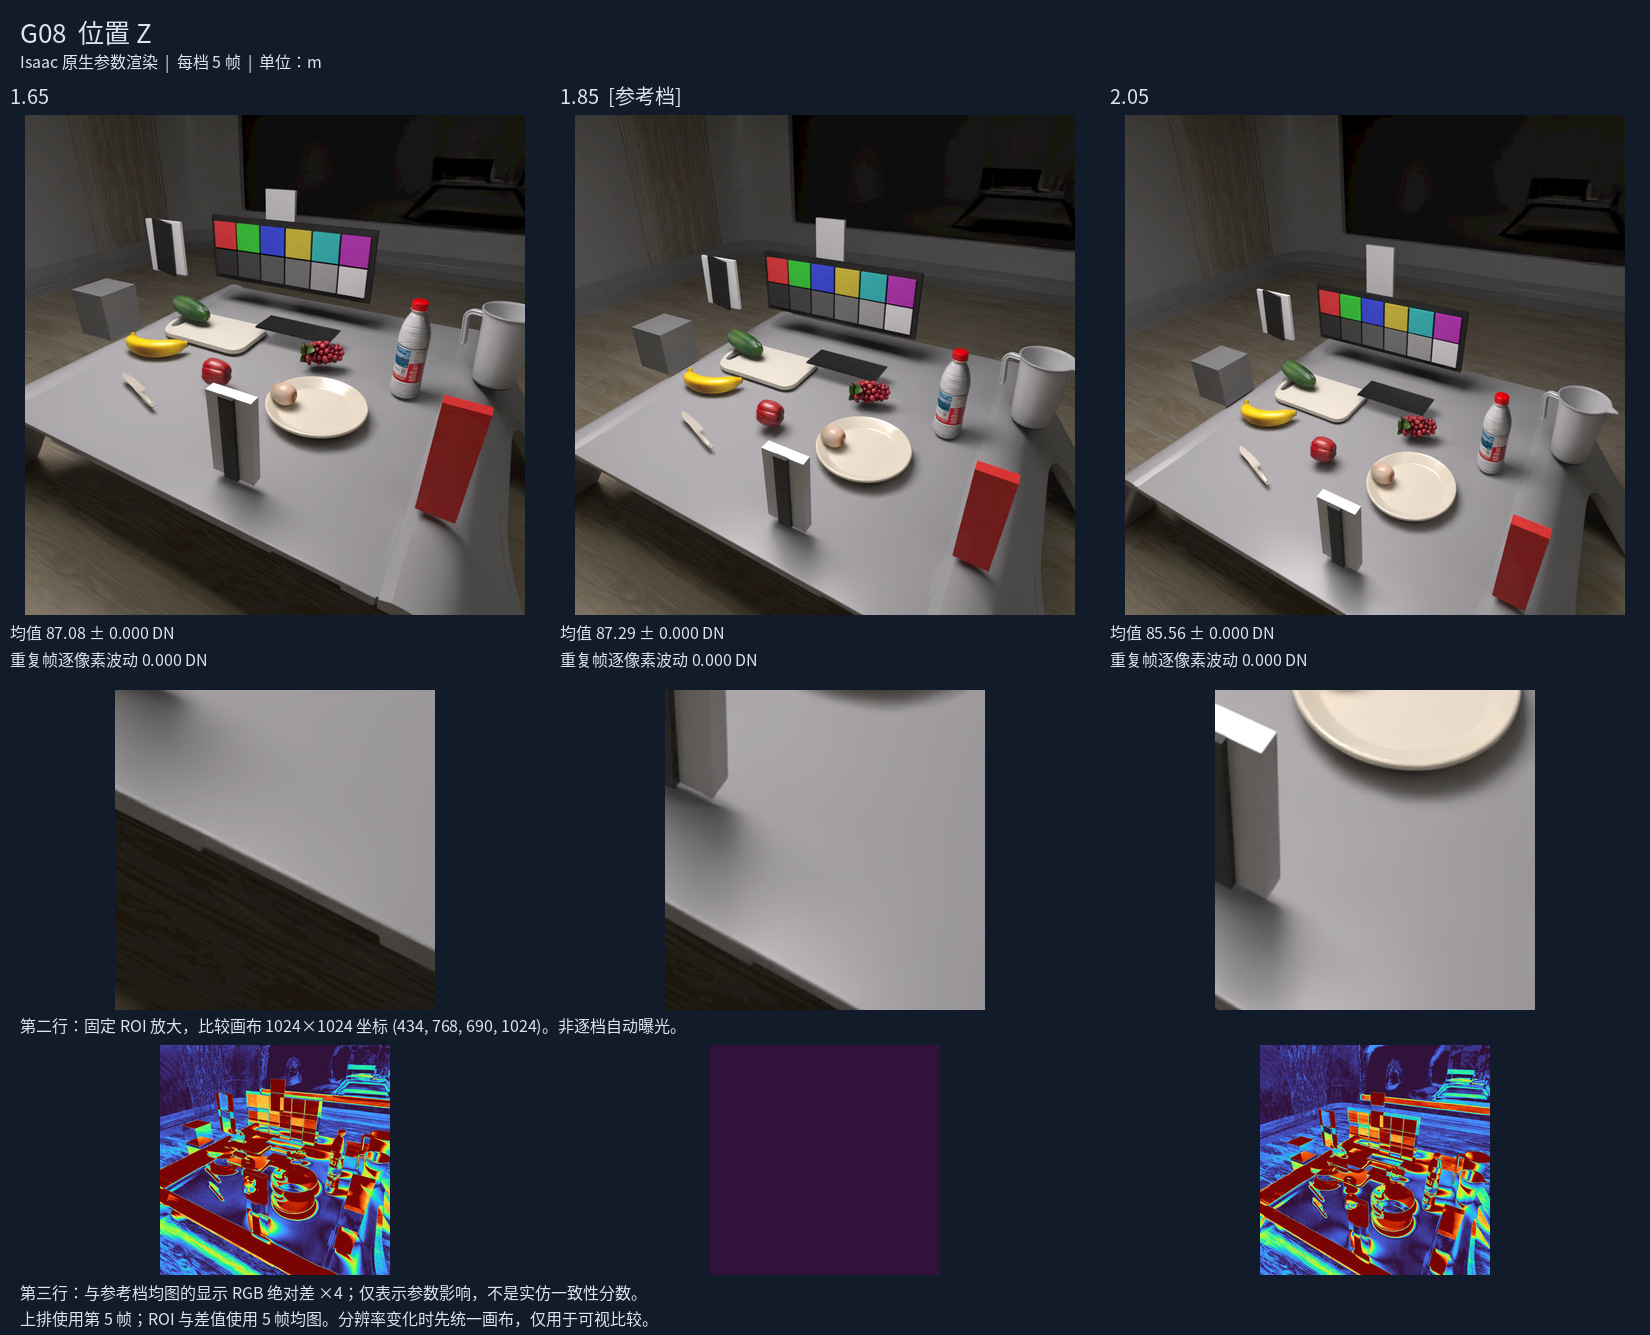 G08 位置 Z
Isaac 原生参数渲染 | 每档 5 帧 | 单位：m
1.65
1.85 [参考档]
2.05
均值 87.08 ± 0.000 DN
重复帧逐像素波动 0.000 DN
均值 87.29 ± 0.000 DN
重复帧逐像素波动 0.000 DN
均值 85.56 ± 0.000 DN
重复帧逐像素波动 0.000 DN
第二行：固定 ROI 放大，比较画布 1024×1024 坐标 (434, 768, 690, 1024)。非逐档自动曝光。
第三行：与参考档均图的显示 RGB 绝对差 ×4；仅表示参数影响，不是实仿一致性分数。
上排使用第 5 帧；ROI 与差值使用 5 帧均图。分辨率变化时先统一画布，仅用于可视比较。